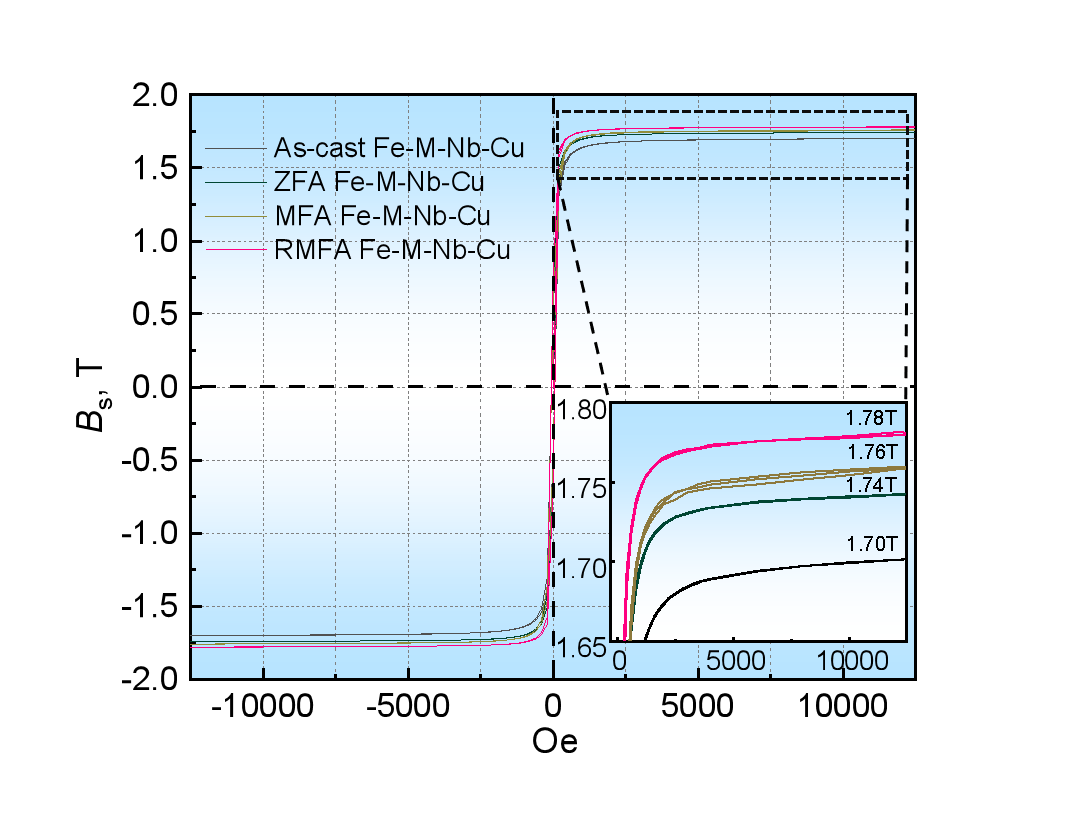 2.0
1.5
1.0
0.5
0.0
-0.5
-1.0
-1.5
-2.0
Bs, T
As-cast Fe-M-Nb-Cu
ZFA Fe-M-Nb-Cu
MFA Fe-M-Nb-Cu
RMFA Fe-M-Nb-Cu
1.80
1.75
1.70
1.65
1.78T
1.76T
1.74T
1.70T
0 5000 10000
-10000 -5000 0 5000 10000
Oe